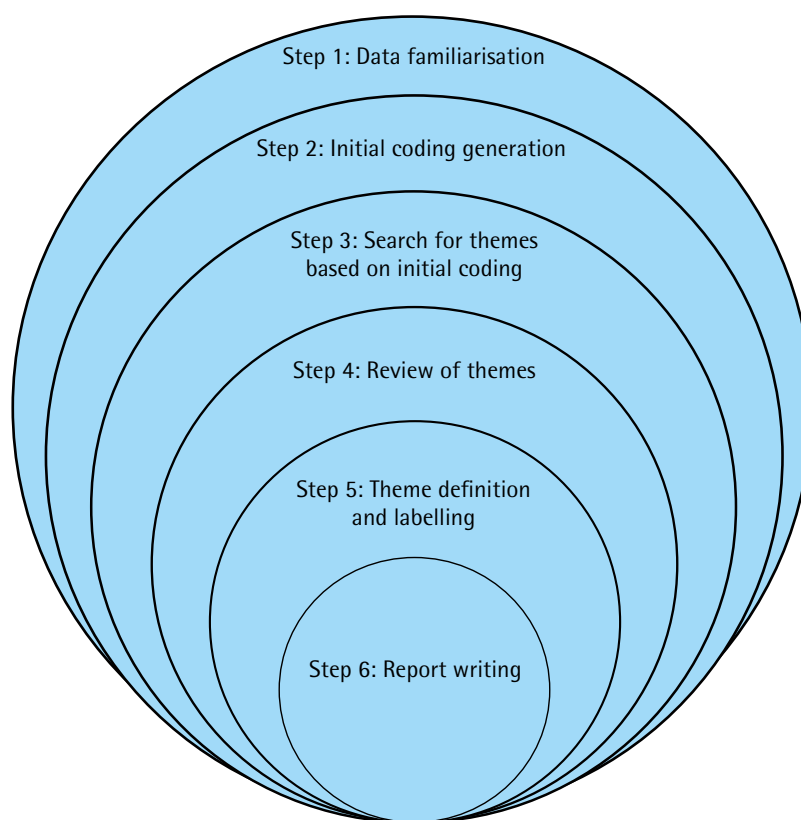 Step 1: Data familiarisation
Step 2: Initial coding generation
Step 3: Search for themes
based on initial coding
Step 4: Review of themes
Step 5: Theme definition
and labelling
Step 6: Report writing